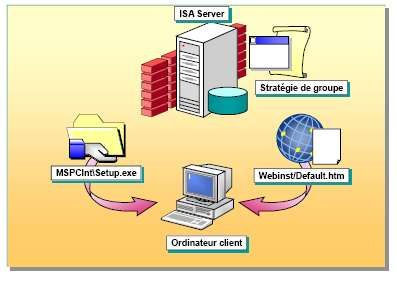 ISA Server
Stratégie de groupe
MSPClnt\Setup.exe
Webinst/Default.htm
Ordinateur client